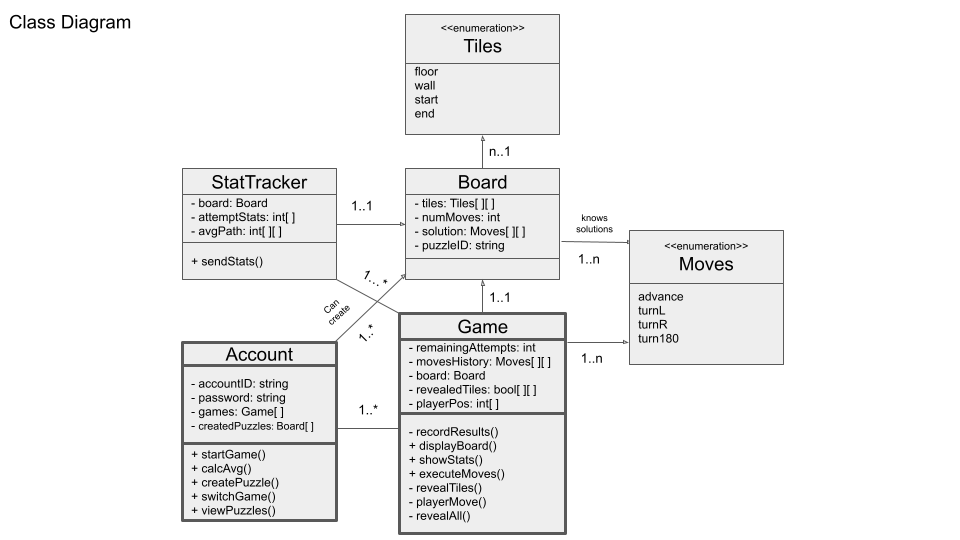 Class Diagram
<<enumeration>>
Tiles
floor
wall
start
end
n..1
StatTracker
- board: Board
- attemptStats: int[ ]
- avgPath: int[ ][ ]
+ sendStats()
1..1
Board
- tiles: Tiles[ ][ ]
- numMoves: int
- solution: Moves[ ][ ]
- puzzleID: string
knows
solutions
1..n
<<enumeration>>
Moves
advance
turnL
turnR
turn180
1...*
Can
create
1..*
1..1
Account
- accountID: string
- password: string
- games: Game[ ]
- createdPuzzles: Board[ ]
+ startGame()
+ calcAvg()
+ createPuzzle()
+ switchGame()
+ viewPuzzles()
1..*
Game
- remainingAttempts: int
- movesHistory: Moves[ ][ ]
- board: Board
- revealedTiles: bool[ ][ ]
- playerPos: int[ ]
- recordResults()
+ displayBoard()
+ showStats()
+ executeMoves()
- revealTiles()
- playerMove()
- revealAll()
1..n